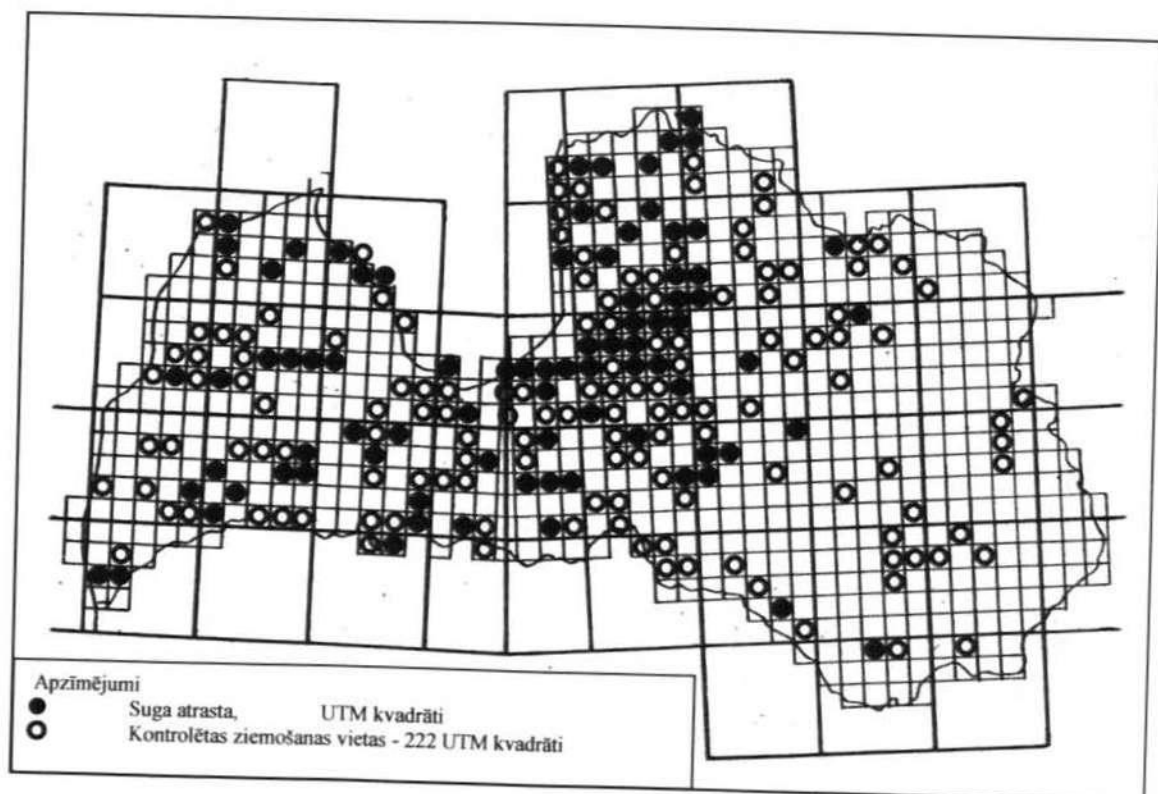 Apzīmējumi
Suga atrasta, UTM kvadrāti
Kontrolētas ziemošanas vietas - 222 UTM kvadrāti